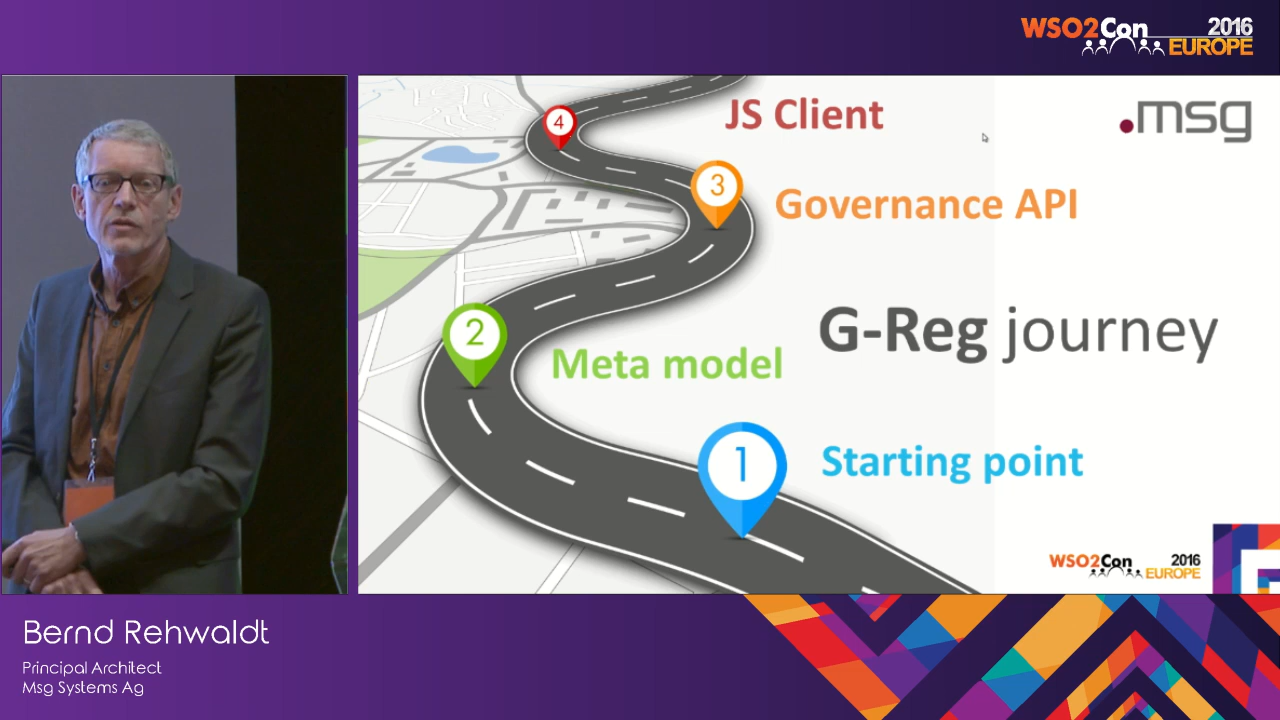 WSO2Con 2016
EUROPE
4
JS Client
.msg
3
Governance API
2
Meta model
G-Reg journey
1
Starting point
WSO2Con 2016
EUROPE
Bernd Rehwaldt
Principal Architect
Msg Systems Ag